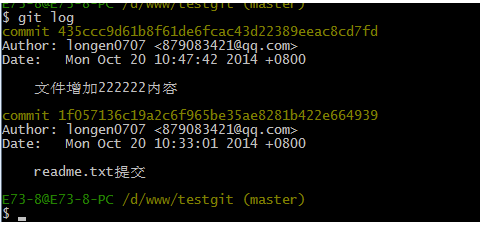 $ git log
commit 435ccc9d61b8f61de6fcac43d22389eeac8cd7fd
Author: longen0707 <879083421@qq.com>
Date:   Mon Oct 20 10:47:42 2014 +0800
文件增加222222内容
commit 1f057136c19a2c6f965be35ae8281b422e664939
Author: longen0707 <879083421@qq.com>
Date:   Mon Oct 20 10:33:01 2014 +0800
readme.txt提交
E73-8@E73-8-PC /d/www/testgit (master)
$